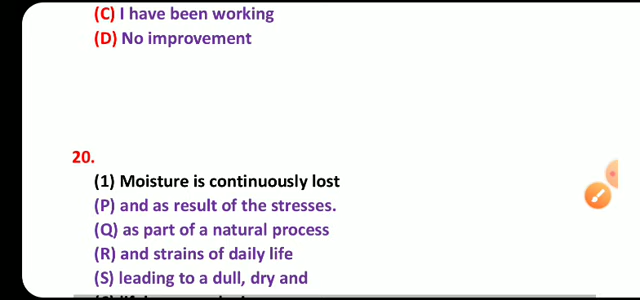 (C) I have been working
(D) No improvement
20.
(1) Moisture is continuously lost
(P) and as result of the stresses.
(Q) as part of a natural process
(R) and strains of daily life
(S) leading to a dull, dry and